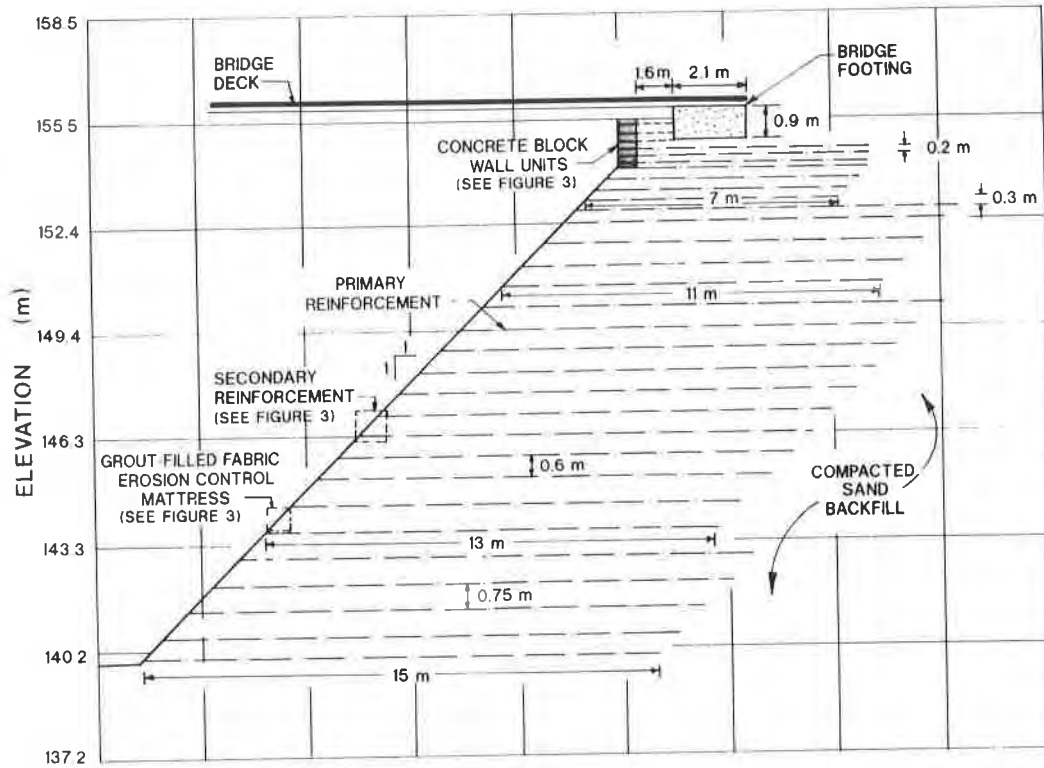 158.5
155.5
152.4
149.4
146.3
143.3
140.2
137.2
ELEVATION (m)
BRIDGE
DECK
1.6 m
2.1 m
BRIDGE
FOOTING
0.9 m
CONCRETE BLOCK
WALL UNITS
(SEE FIGURE 3)
0.2 m
7 m
0.3 m
PRIMARY
REINFORCEMENT
11 m
1
1
SECONDARY
REINFORCEMENT
(SEE FIGURE 3)
GROUT FILLED FABRIC
EROSION CONTROL
MATTRESS
(SEE FIGURE 3)
0.6 m
COMPACTED
SAND
BACKFILL
13 m
0.75 m
15 m